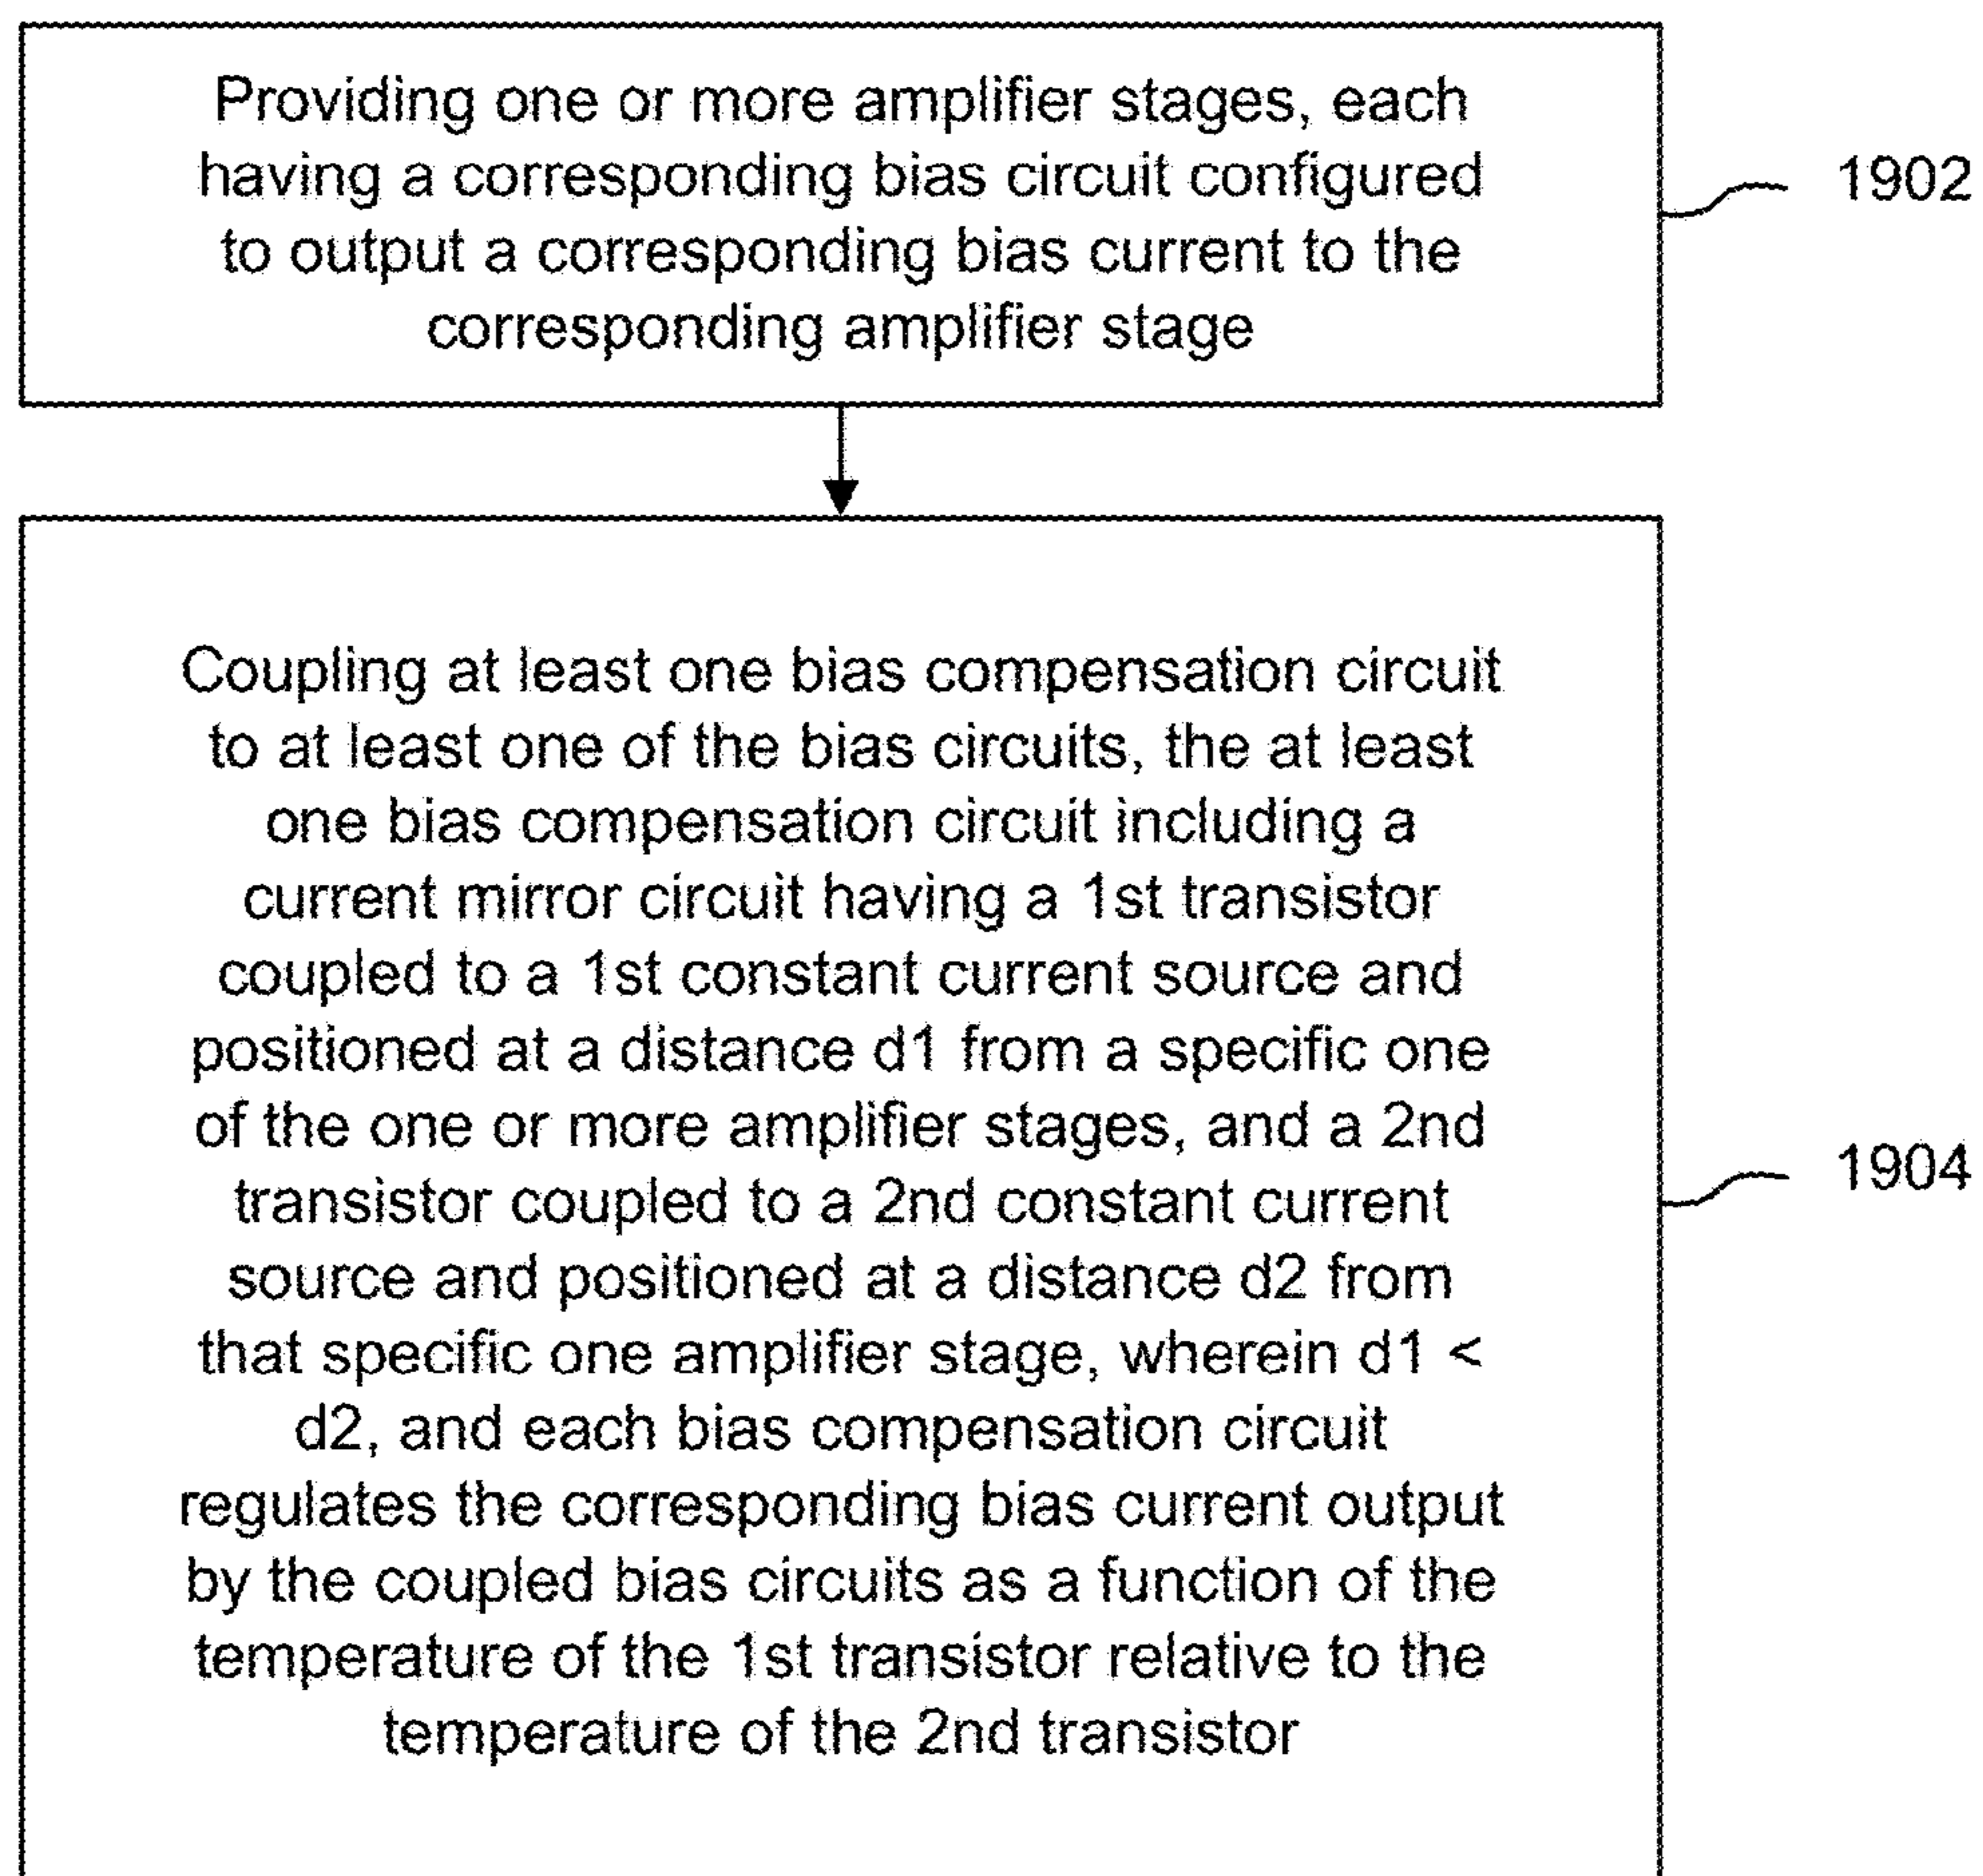 Providing one or more amplifier stages, each
having a corresponding bias circuit configured
to output a corresponding bias current to the
corresponding amplifier stage
1902
Coupling at least one bias compensation circuit
to at least one of the bias circuits, the at least
one bias compensation circuit including a
current mirror circuit having a 1st transistor
coupled to a 1st constant current source and
positioned at a distance d1 from a specific one
of the one or more amplifier stages, and a 2nd
transistor coupled to a 2nd constant current
source and positioned at a distance d2 from
that specific one amplifier stage, wherein d1 <
d2, and each bias compensation circuit
regulates the corresponding bias current output
by the coupled bias circuits as a function of the
temperature of the 1st transistor relative to the
temperature of the 2nd transistor
1904